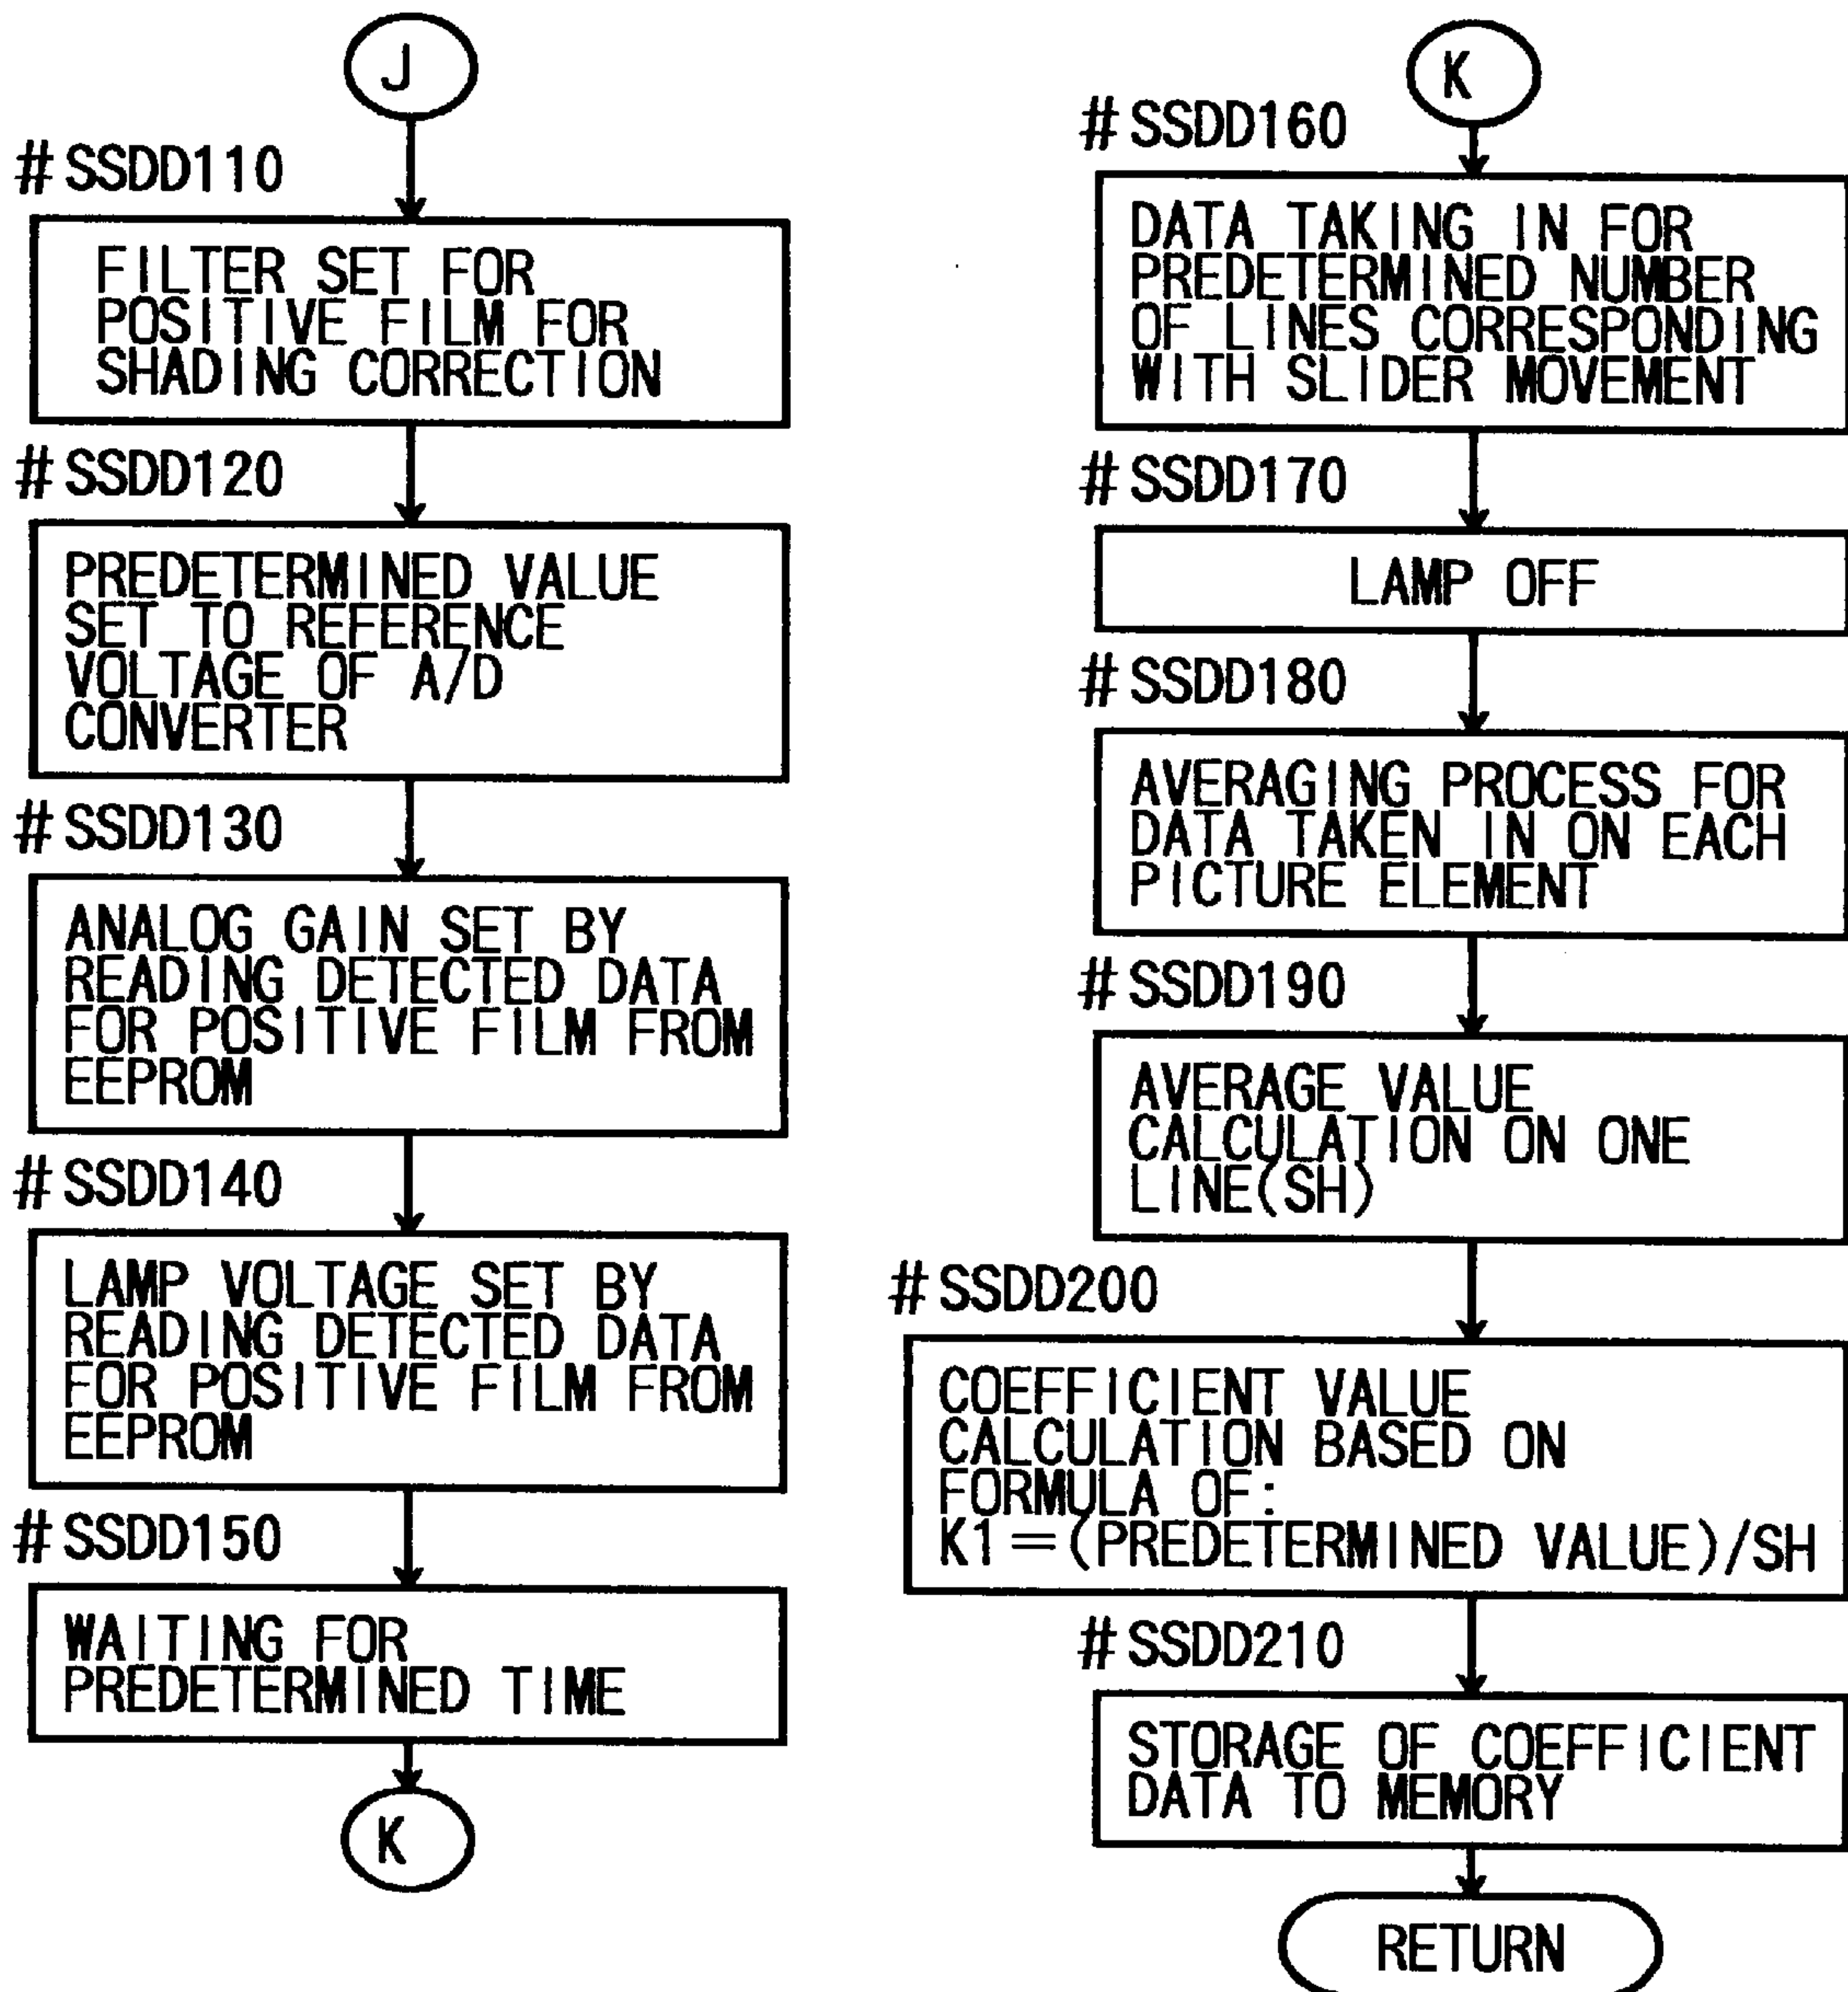 J
#SSDD110
FILTER SET FOR
POSITIVE FILM FOR
SHADING CORRECTION
#SSDD120
PREDETERMINED VALUE
SET TO REFERENCE
VOLTAGE OF A/D
CONVERTER
#SSDD130
ANALOG GAIN SET BY
READING DETECTED DATA
FOR POSITIVE FILM FROM
EEPROM
#SSDD140
LAMP VOLTAGE SET BY
READING DETECTED DATA
FOR POSITIVE FILM FROM
EEPROM
#SSDD150
WAITING FOR
PREDETERMINED TIME
K
K
#SSDD160
DATA TAKING IN FOR
PREDETERMINED NUMBER
OF LINES CORRESPONDING
WITH SLIDER MOVEMENT
#SSDD170
LAMP OFF
#SSDD180
AVERAGING PROCESS FOR
DATA TAKEN IN ON EACH
PICTURE ELEMENT
#SSDD190
AVERAGE VALUE
CALCULATION ON ONE
LINE(SH)
#SSDD200
COEFFICIENT VALUE
CALCULATION BASED ON
FORMULA OF:
K1=(PREDETERMINED VALUE)/SH
#SSDD210
STORAGE OF COEFFICIENT
DATA TO MEMORY
RETURN